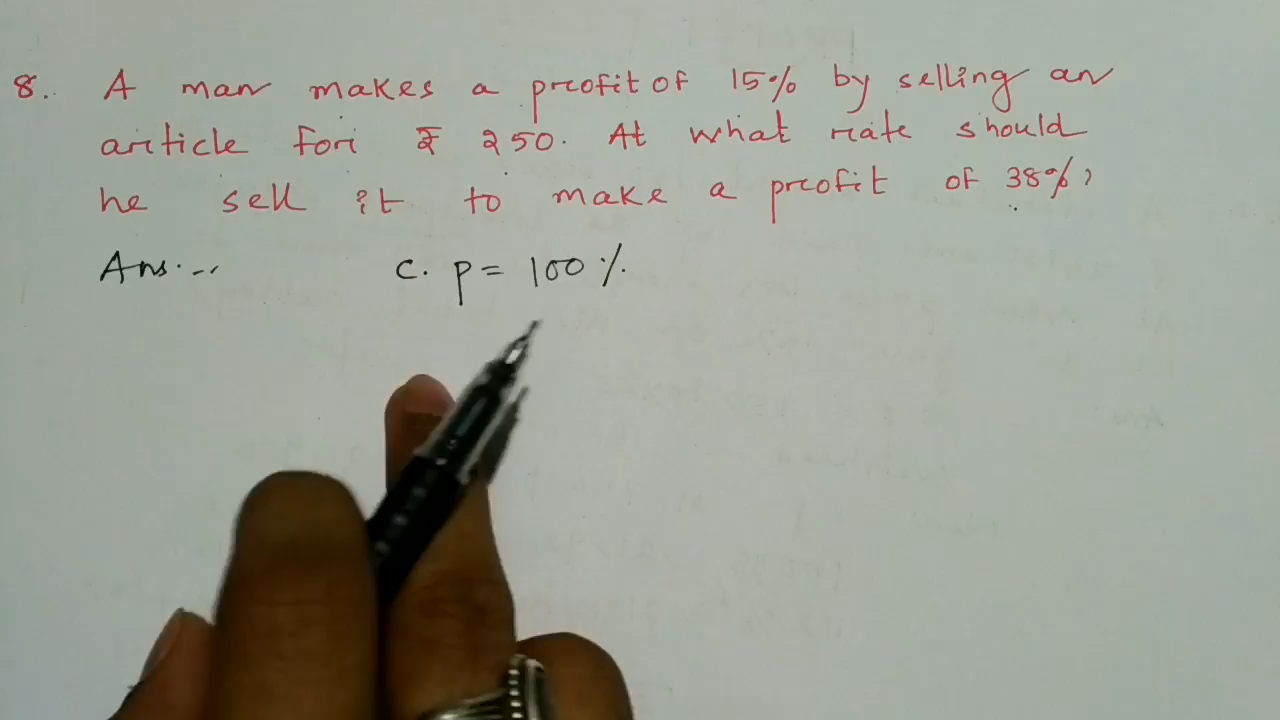 8. A man makes a profit of 15% by selling an
article for ₹ 250. At what rate should
he sell it to make a profit of 38%?
Ans.-- C. p = 100%